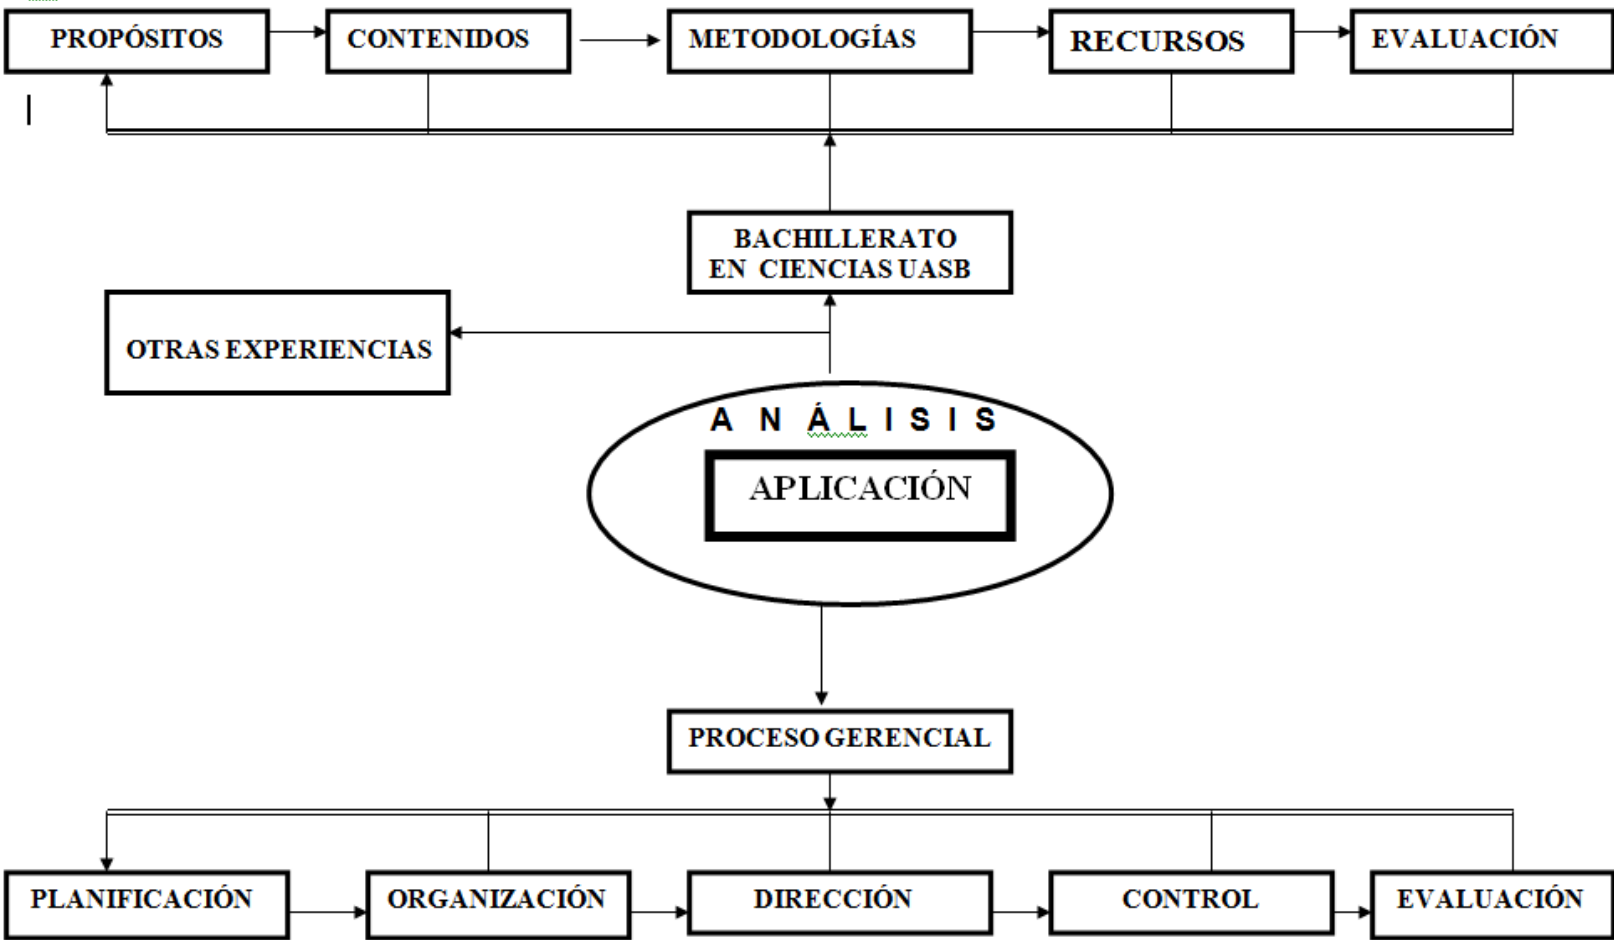 PROPÓSITOS
CONTENIDOS
METODOLOGÍAS
RECURSOS
EVALUACIÓN
BACHILLERATO
EN CIENCIAS UASB
OTRAS EXPERIENCIAS
A N Á L I S I S
APLICACIÓN
PROCESO GERENCIAL
PLANIFICACIÓN
ORGANIZACIÓN
DIRECCIÓN
CONTROL
EVALUACIÓN